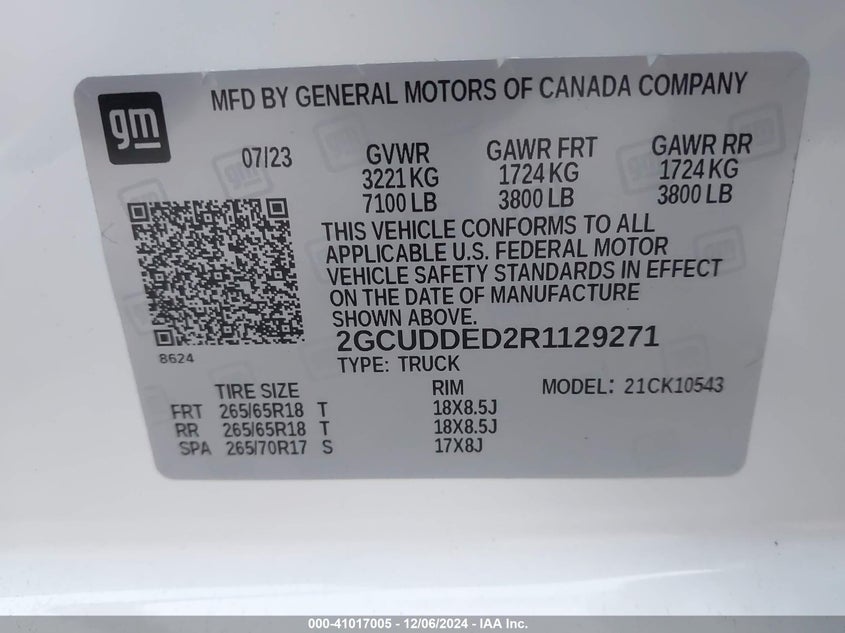 gm
MFD BY GENERAL MOTORS OF CANADA COMPANY
07/23 GVWR GAWR FRT GAWR RR
3221 KG 1724 KG 1724 KG
7100 LB 3800 LB 3800 LB
THIS VEHICLE CONFORMS TO ALL
APPLICABLE U.S. FEDERAL MOTOR
VEHICLE SAFETY STANDARDS IN EFFECT
ON THE DATE OF MANUFACTURE
SHOWN ABOVE.
8624
2GCUDDED2R1129271
TYPE: TRUCK
TIRE SIZE RIM MODEL: 21CK10543
FRT 265/65R18 T 18X8.5J
RR 265/65R18 T 18X8.5J
SPA 265/70R17 S 17X8J
000-41017005 - 12/06/2024 - IAA Inc.